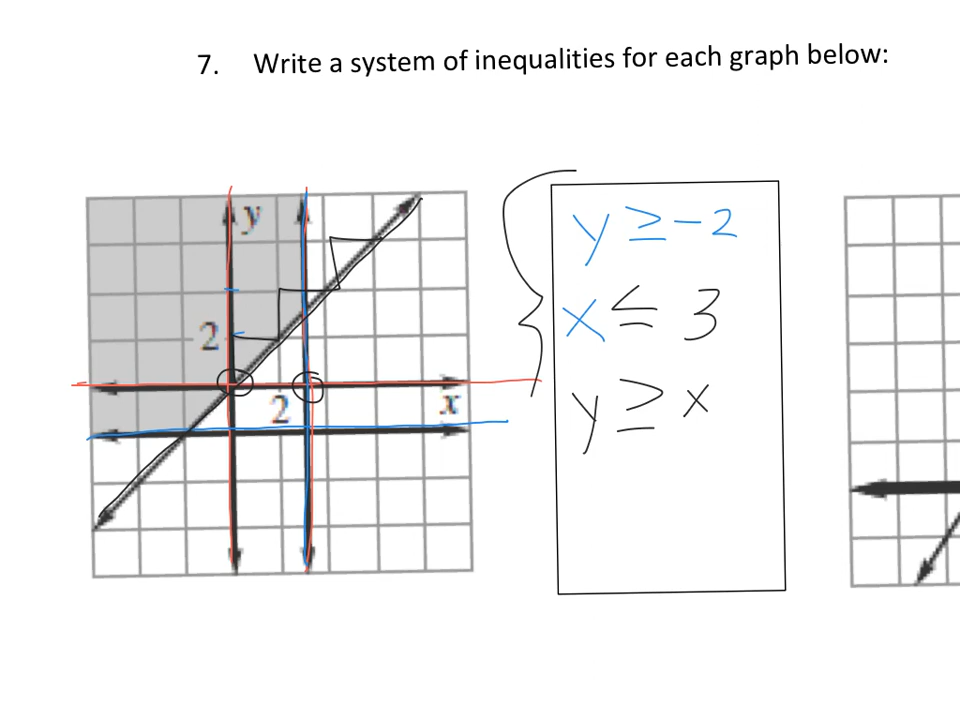 7. Write a system of inequalities for each graph below:
y
2
2
x
y ≥ -2
x ≤ 3
y ≥ x